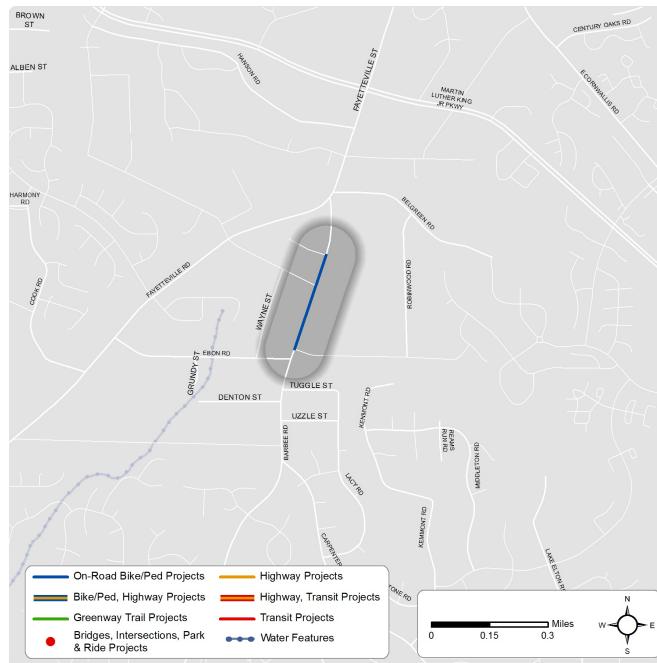 BROWN
ST
CENTURY OAKS RD
ALBEN ST
HANSON RD
FAYETTEVILLE ST
E CORNWALLIS RD
MARTIN
LUTHER KING
JR PKWY
HARMONY
RD
BELGREEN RD
COOK RD
FAYETTEVILLE RD
ROBINWOOD RD
WAYNE ST
GRUNDY ST
EBON RD
TUGGLE ST
DENTON ST
KENMONT RD
UZZLE ST
BARBEE RD
REAMS
RUN RD
MIDDLETON RD
LACY RD
KEMMONT RD
CARPENTER
LAKE ELTON RD
ONE RD
On-Road Bike/Ped Projects
Highway Projects
Bike/Ped, Highway Projects
Highway, Transit Projects
Greenway Trail Projects
Transit Projects
Bridges, Intersections, Park
& Ride Projects
Water Features
Miles
0 0.15 0.3
N
W E
S